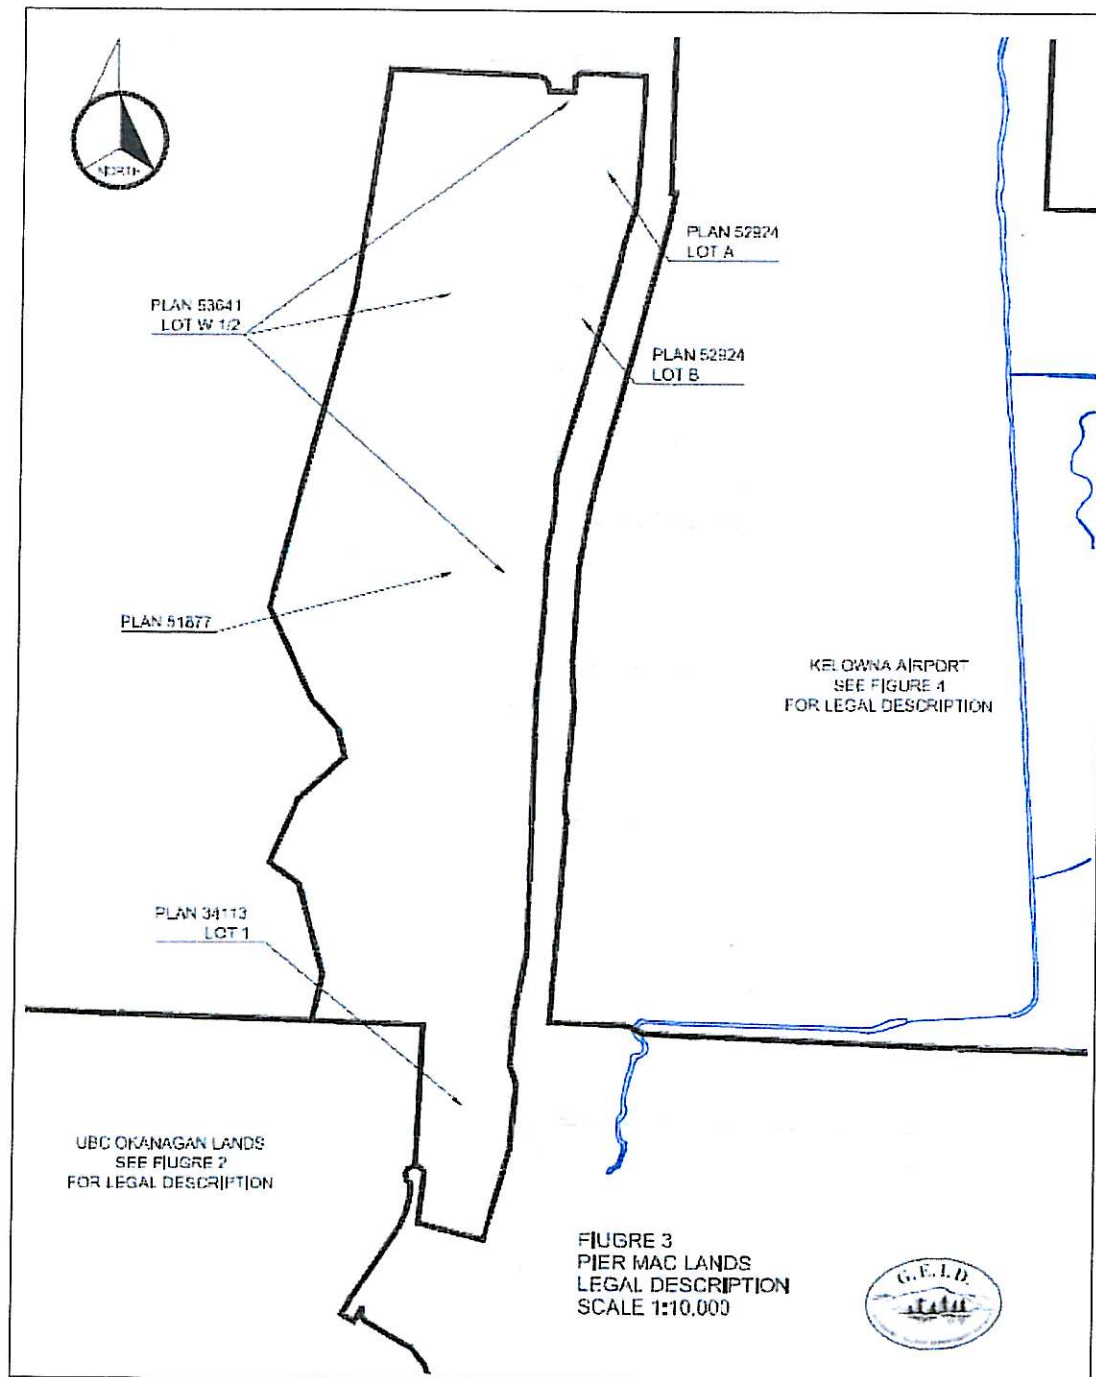 NORTH
PLAN 52924
LOT A
PLAN 53641
LOT W 1/2
PLAN 52924
LOT B
PLAN 51877
KELOWNA AIRPORT
SEE FIGURE 4
FOR LEGAL DESCRIPTION
PLAN 34113
LOT 1
UBC OKANAGAN LANDS
SEE FIUGRE 2
FOR LEGAL DESCRIPTION
FIUGRE 3
PIER MAC LANDS
LEGAL DESCRIPTION
SCALE 1:10,000
G.E.I.D.